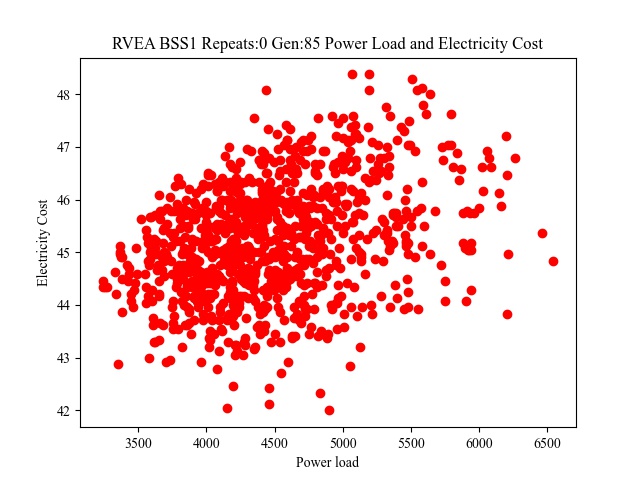 RVEA BSS1 Repeats:0 Gen:85 Power Load and Electricity Cost
48
47
46
45
44
43
42
Electricity Cost
3500 4000 4500 5000 5500 6000 6500
Power load